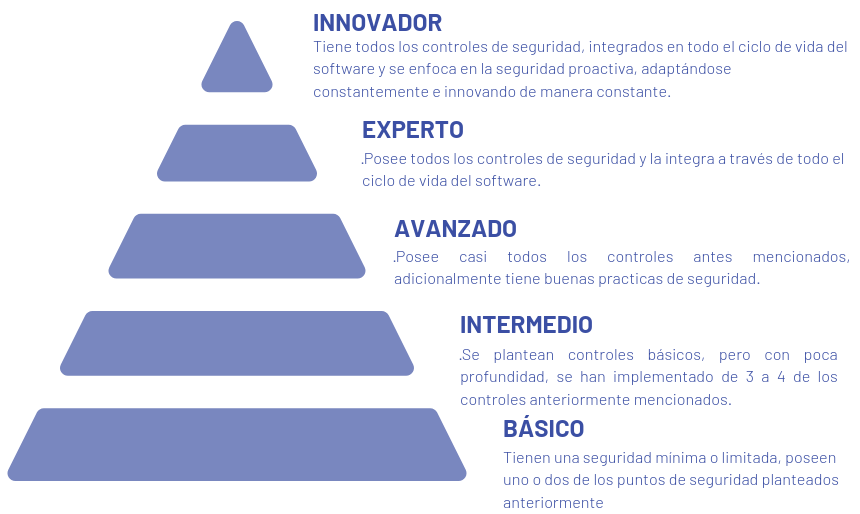 INNOVADOR
Tiene todos los controles de seguridad, integrados en todo el ciclo de vida del
software y se enfoca en la seguridad proactiva, adaptándose
constantemente e innovando de manera constante.
EXPERTO
.Posee todos los controles de seguridad y la integra a través de todo el
ciclo de vida del software.
AVANZADO
.Posee casi todos los controles antes mencionados,
adicionalmente tiene buenas practicas de seguridad.
INTERMEDIO
.Se plantean controles básicos, pero con poca
profundidad, se han implementado de 3 a 4 de los
controles anteriormente mencionados.
BÁSICO
Tienen una seguridad mínima o limitada, poseen
uno o dos de los puntos de seguridad planteados
anteriormente